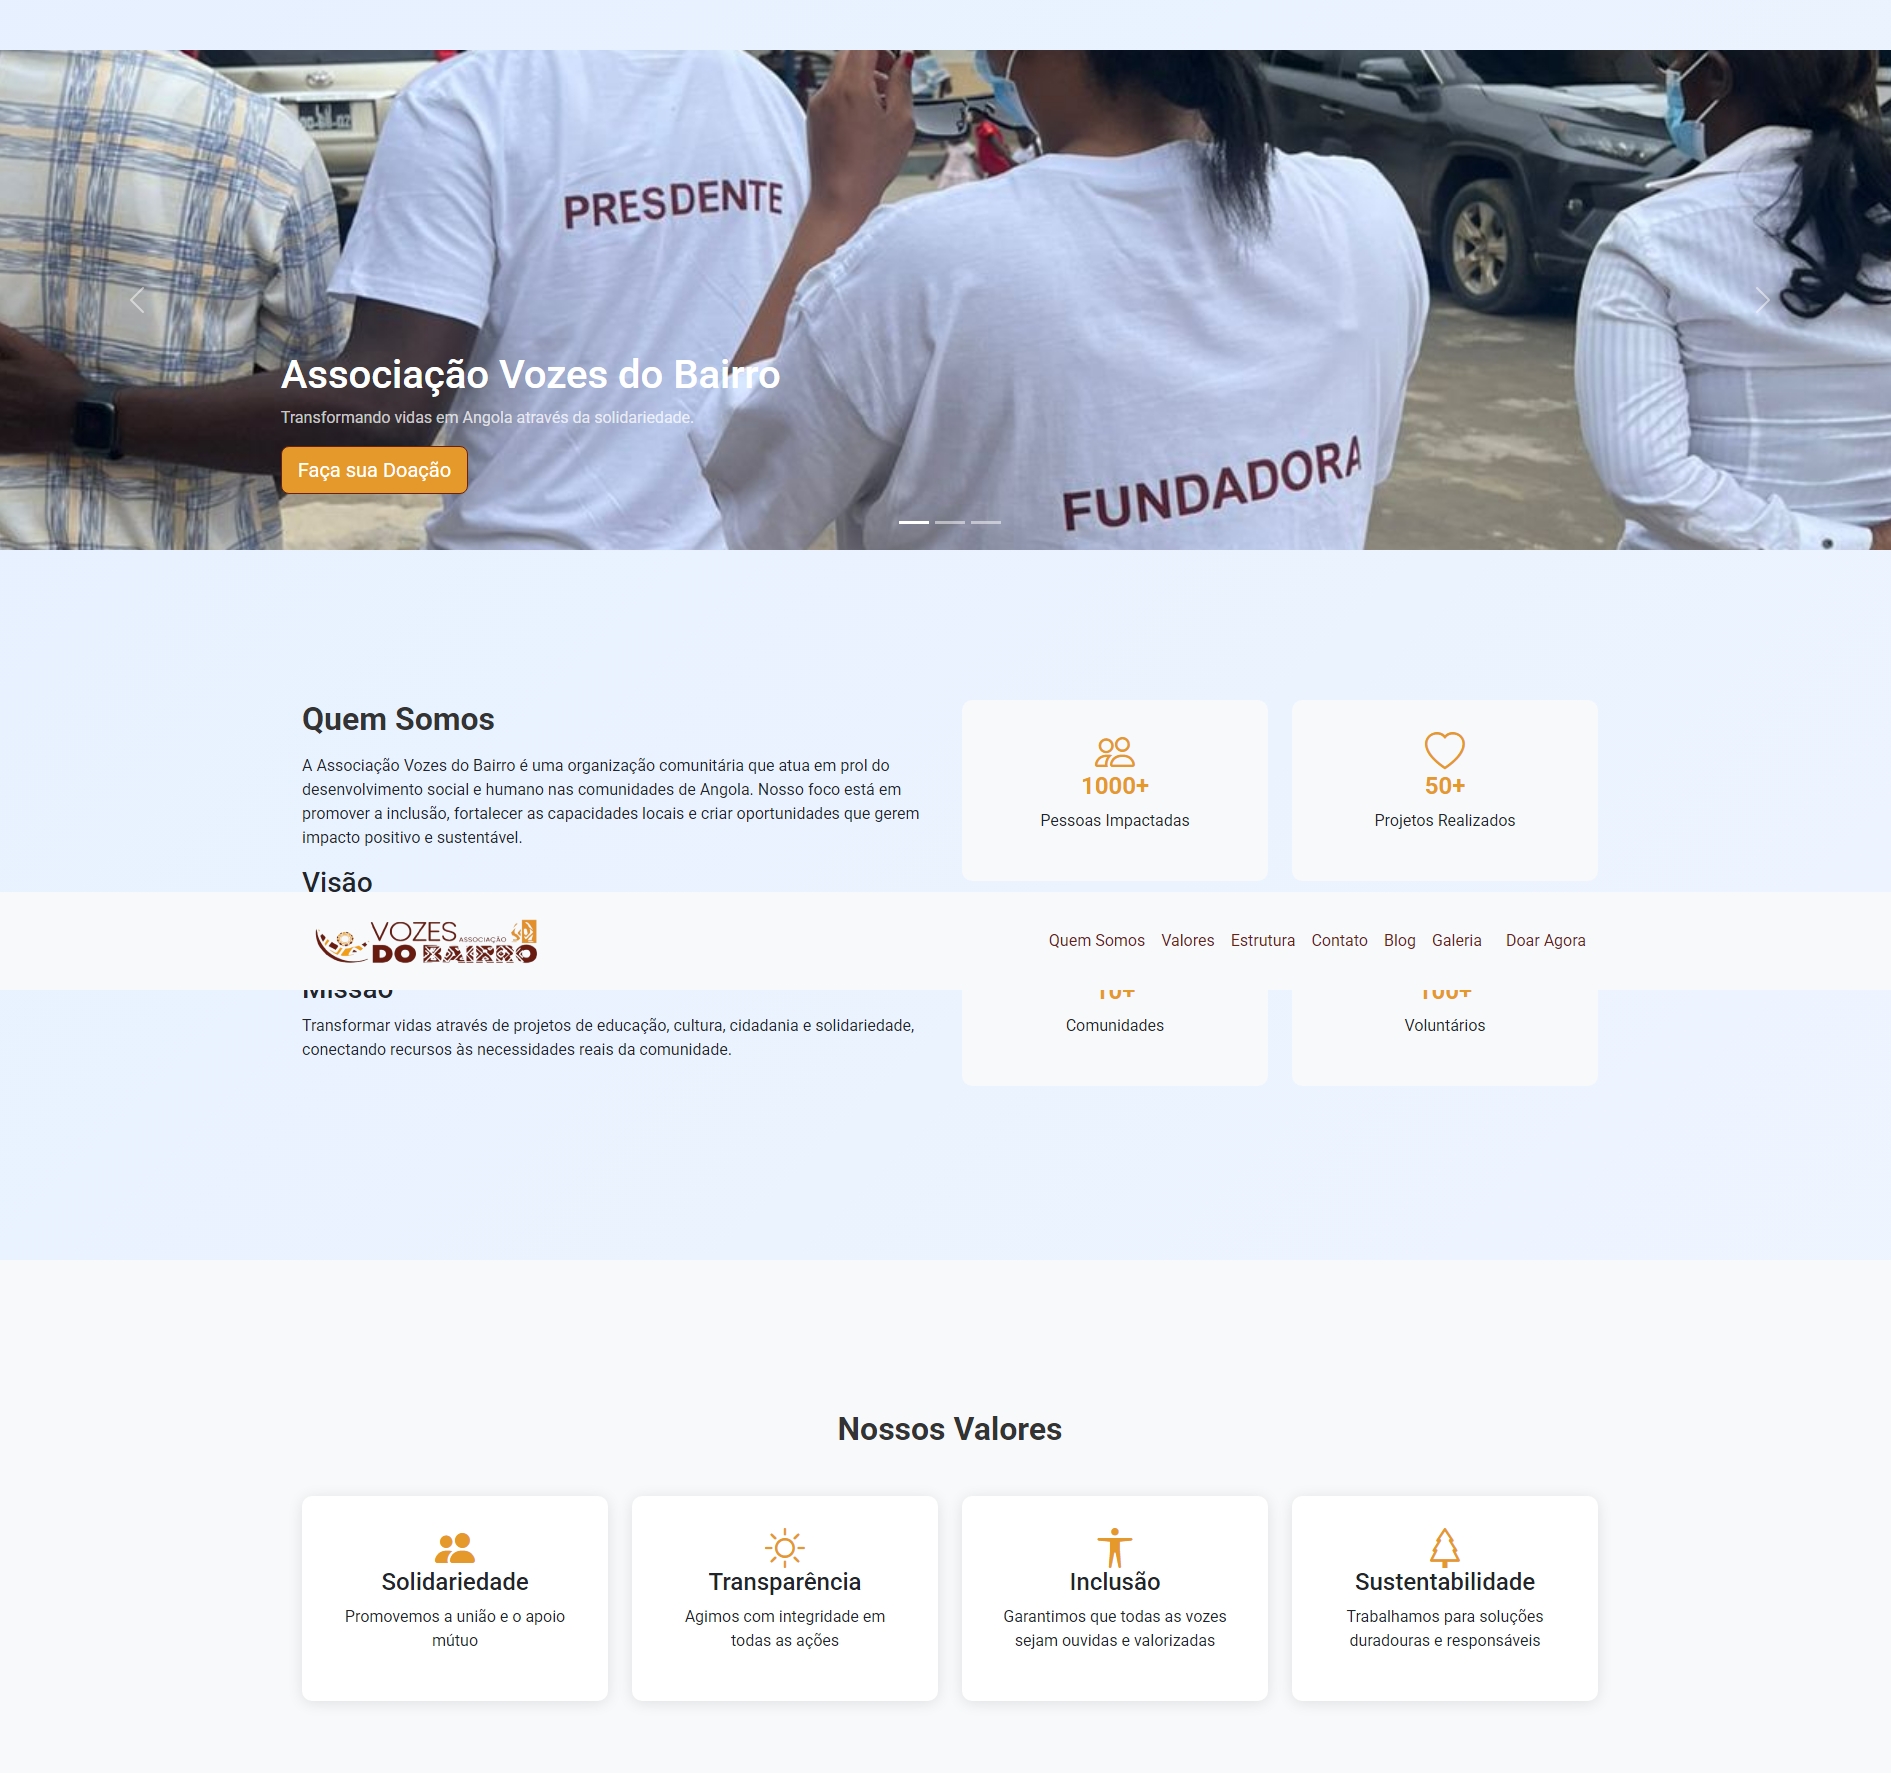 PRESDENTE
FUNDADORA
Associação Vozes do Bairro
Transformando vidas em Angola através da solidariedade.
Faça sua Doação
Quem Somos
A Associação Vozes do Bairro é uma organização comunitária que atua em prol do
desenvolvimento social e humano nas comunidades de Angola. Nosso foco está em
promover a inclusão, fortalecer as capacidades locais e criar oportunidades que gerem
impacto positivo e sustentável.
1000+
Pessoas Impactadas
50+
Projetos Realizados
Visão
VOZES
ASSOCIAÇÃO
DO BAIRRO
Quem Somos Valores Estrutura Contato Blog Galeria Doar Agora
Missão
Transformar vidas através de projetos de educação, cultura, cidadania e solidariedade,
conectando recursos às necessidades reais da comunidade.
10+
Comunidades
100+
Voluntários
Nossos Valores
Solidariedade
Promovemos a união e o apoio
mútuo
Transparência
Agimos com integridade em
todas as ações
Inclusão
Garantimos que todas as vozes
sejam ouvidas e valorizadas
Sustentabilidade
Trabalhamos para soluções
duradouras e responsáveis